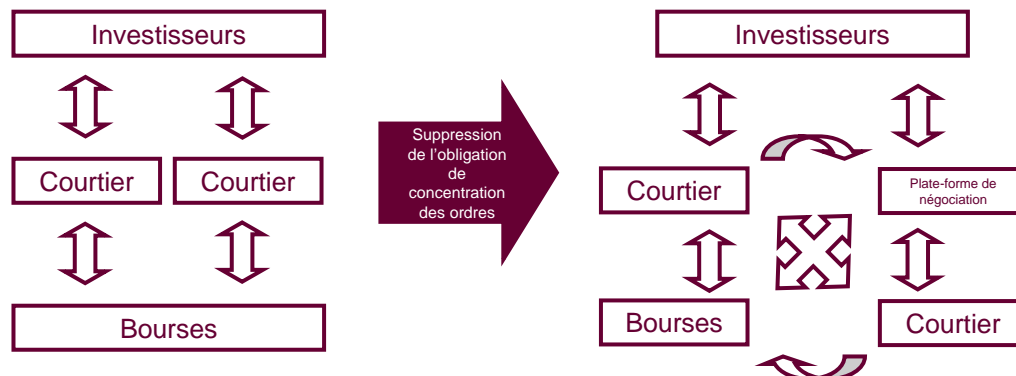 Investisseurs
Courtier
Courtier
Bourses
Suppression
de l'obligation
de
concentration
des ordres
Investisseurs
Courtier
Plate-forme de
négociation
Bourses
Courtier